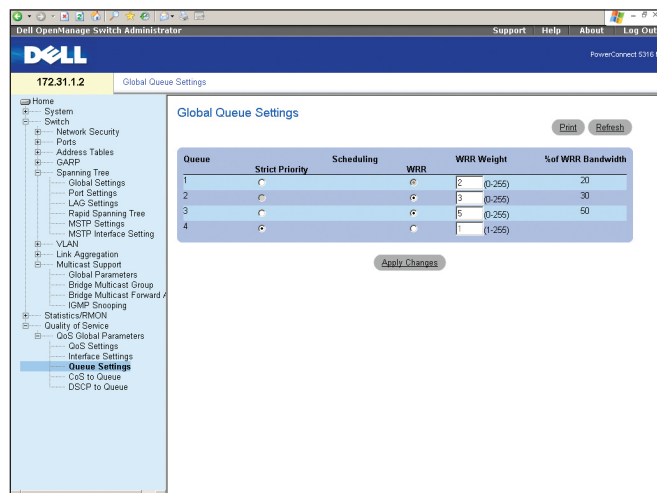 Dell OpenManage Switch Administrator
Support Help About Log Out
DELL
PowerConnect 5316
172.31.1.2
Global Queue Settings
Home
System
Switch
Network Security
Ports
Address Tables
GARP
Spanning Tree
Global Settings
Port Settings
LAG Settings
Rapid Spanning Tree
MSTP Settings
MSTP Interface Setting
VLAN
Link Aggregation
Multicast Support
Global Parameters
Bridge Multicast Group
Bridge Multicast Forward
IGMP Snooping
Statistics/RMON
Quality of Service
QoS Global Parameters
QoS Settings
Interface Settings
Queue Settings
CoS to Queue
DSCP to Queue
Global Queue Settings
Print Refresh
Queue Scheduling WRR Weight %of WRR Bandwidth
Strict Priority WRR
1 2 (0-255) 20
2 3 (0-255) 30
3 5 (0-255) 50
4 1 (1-255)
Apply Changes